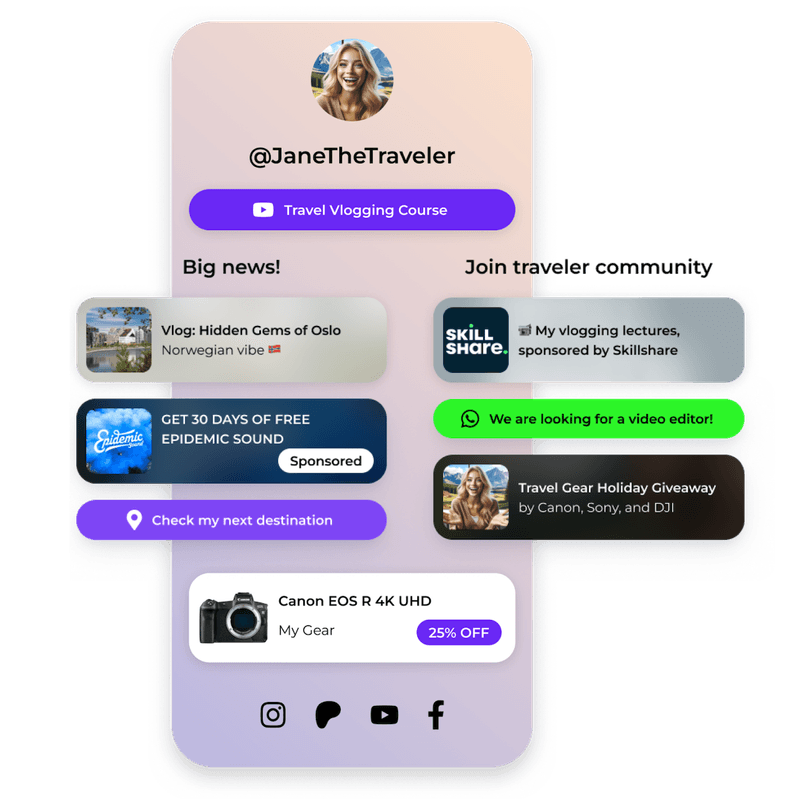 @JaneTheTraveler
Travel Vlogging Course
Big news!
Vlog: Hidden Gems of Oslo
Norwegian vibe 🇳🇴
Epidemic
Sound
GET 30 DAYS OF FREE
EPIDEMIC SOUND
Sponsored
Check my next destination
Join traveler community
SKILL
SHARE.
📹 My vlogging lectures,
sponsored by Skillshare
We are looking for a video editor!
Travel Gear Holiday Giveaway
by Canon, Sony, and DJI
Canon EOS R 4K UHD
My Gear
25% OFF